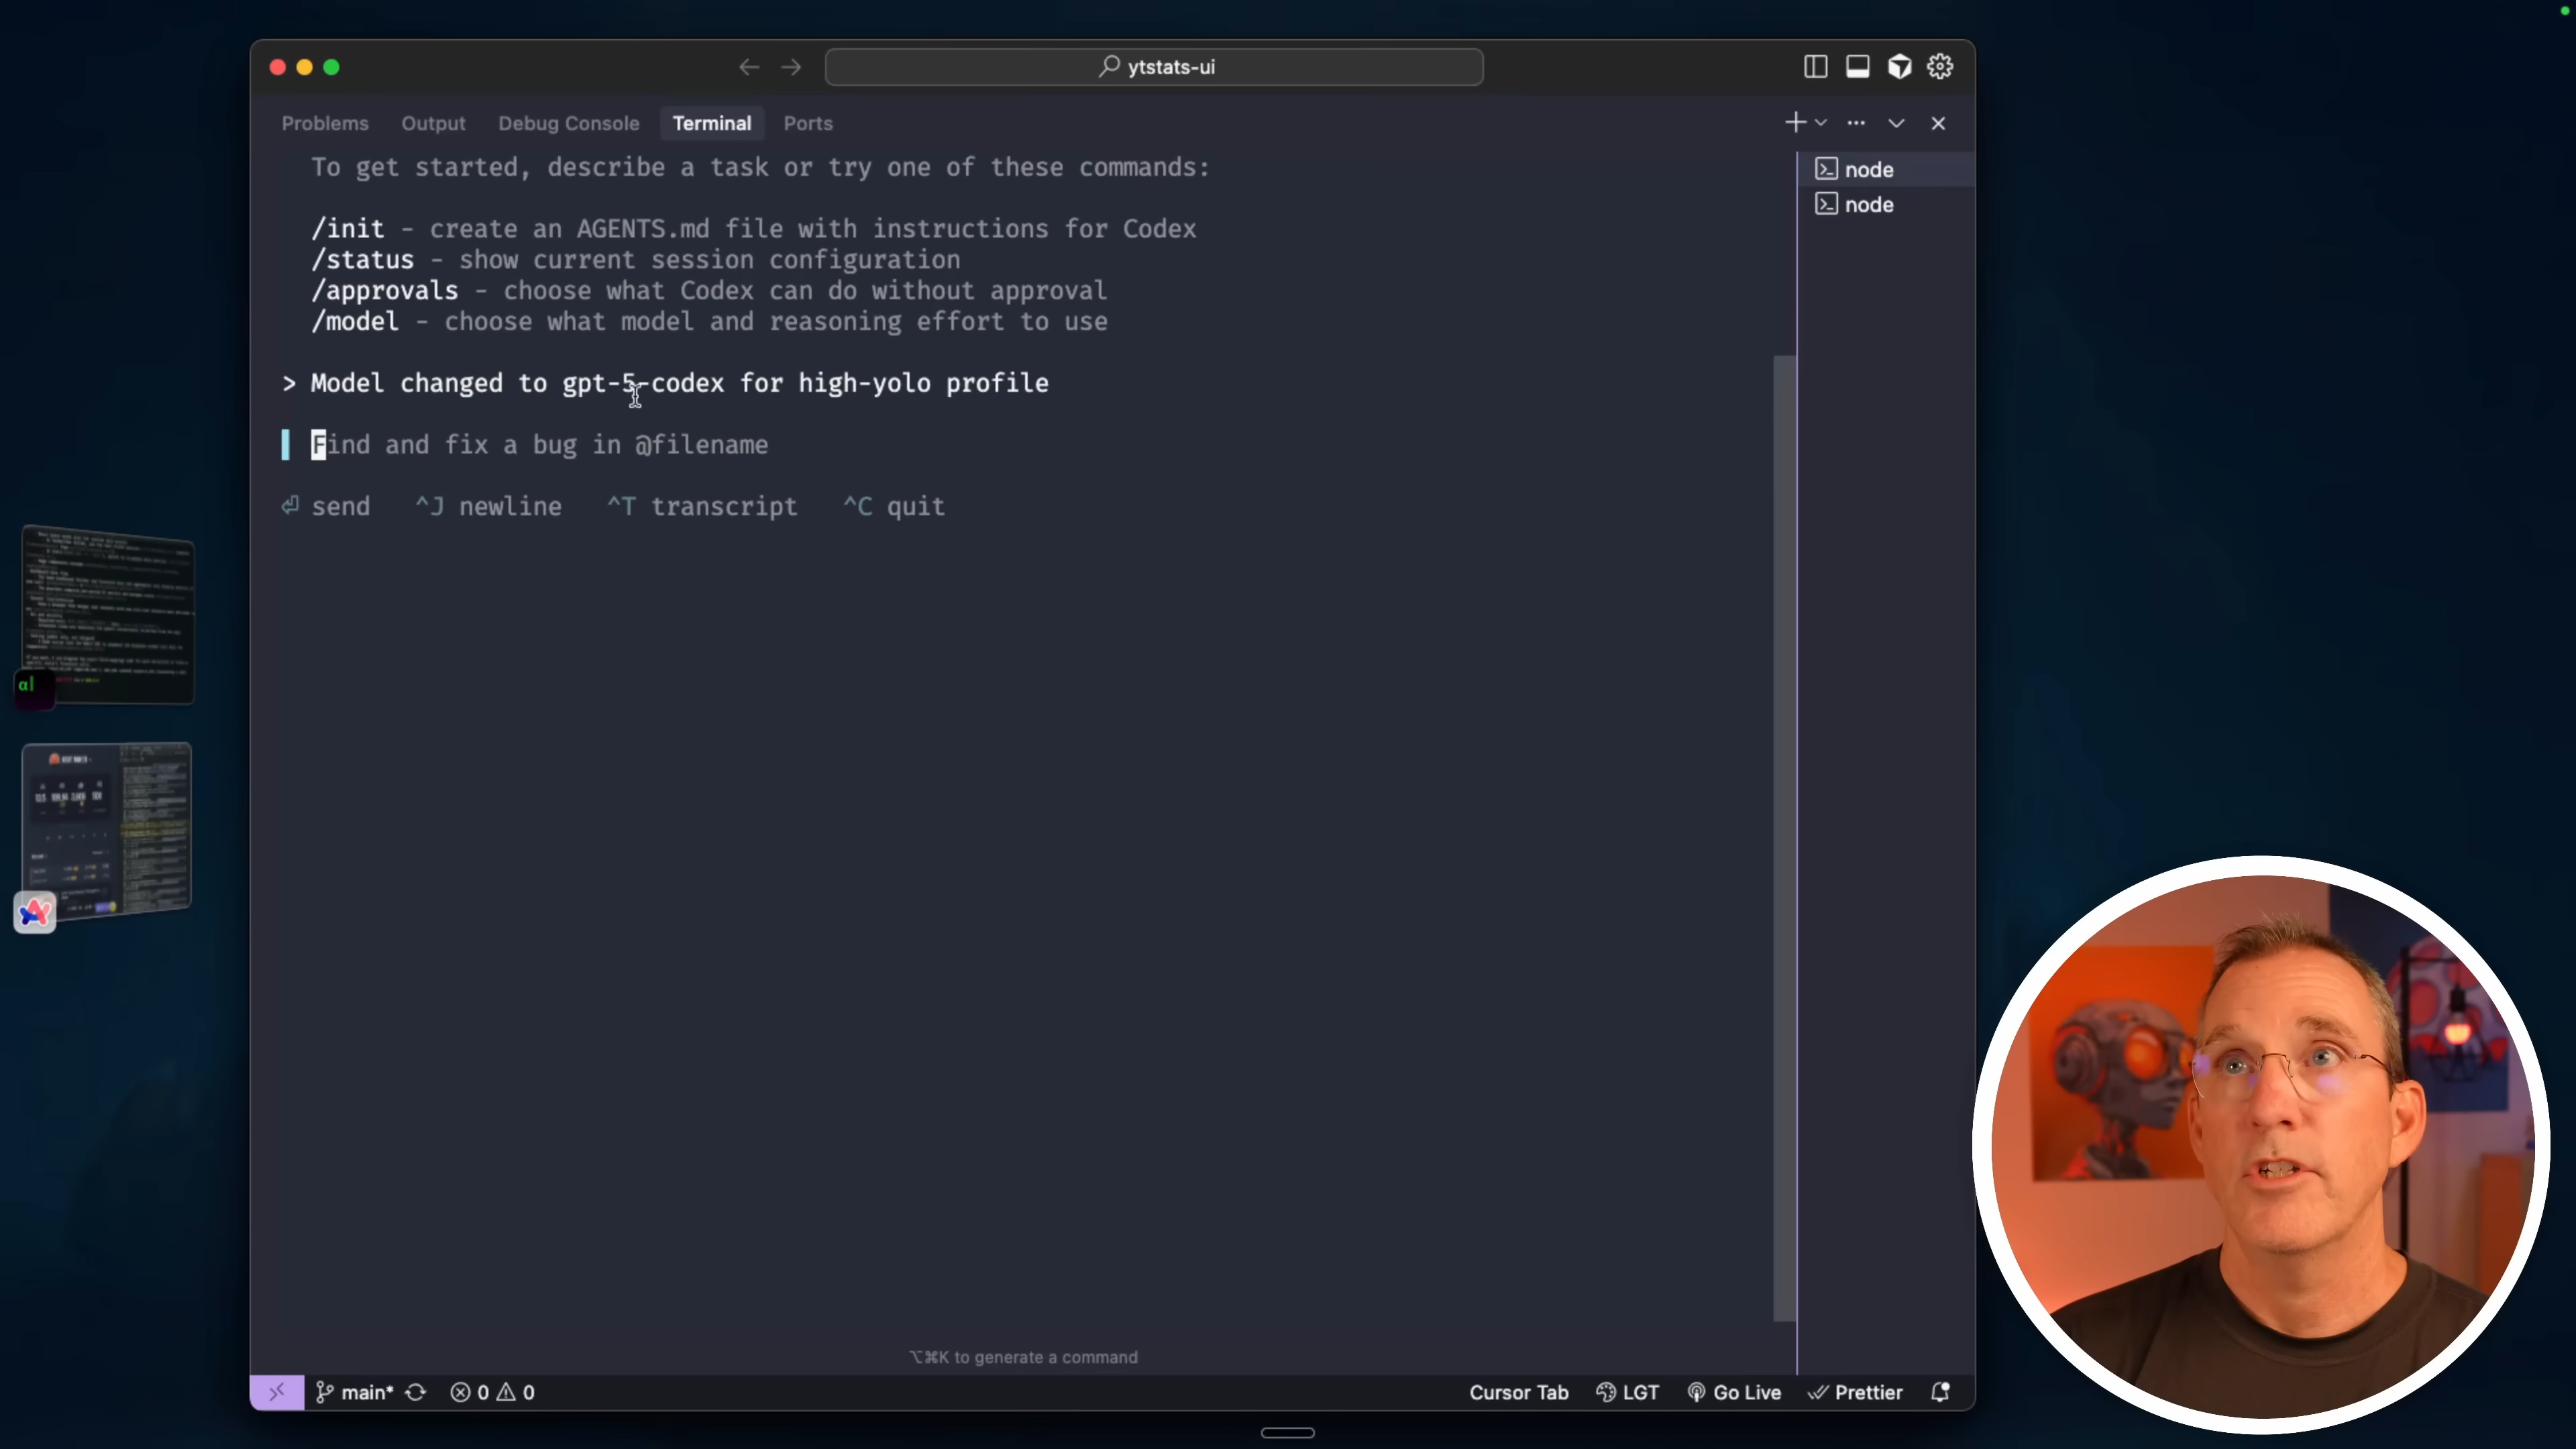 ytstats-ui
Problems Output Debug Console Terminal Ports
To get started, describe a task or try one of these commands:
/init - create an AGENTS.md file with instructions for Codex
/status - show current session configuration
/approvals - choose what Codex can do without approval
/model - choose what model and reasoning effort to use
> Model changed to gpt-5-codex for high-yolo profile
Find and fix a bug in @filename
⏎ send ^J newline ^T transcript ^C quit
node
node
αl
⌥⌘K to generate a command
main* 0 0
Cursor Tab LGT Go Live Prettier